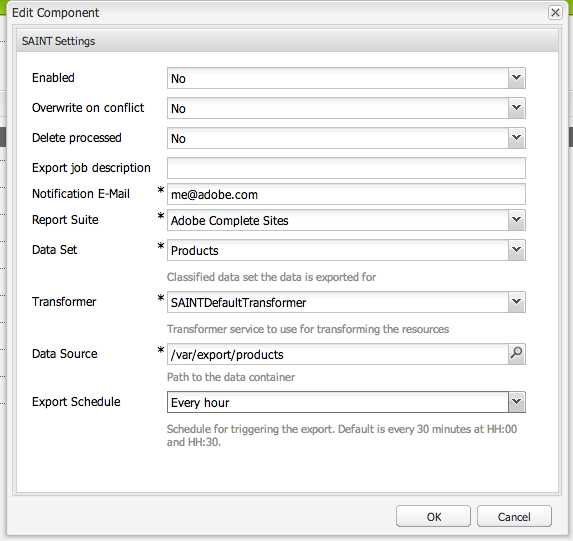 Edit Component
SAINT Settings
Enabled No
Overwrite on conflict No
Delete processed No
Export job description
Notification E-Mail * me@adobe.com
Report Suite * Adobe Complete Sites
Data Set * Products
Classified data set the data is exported for
Transformer * SAINTDefaultTransformer
Transformer service to use for transforming the resources
Data Source * /var/export/products
Path to the data container
Export Schedule Every hour
Schedule for triggering the export. Default is every 30 minutes at HH:00
and HH:30.
OK Cancel